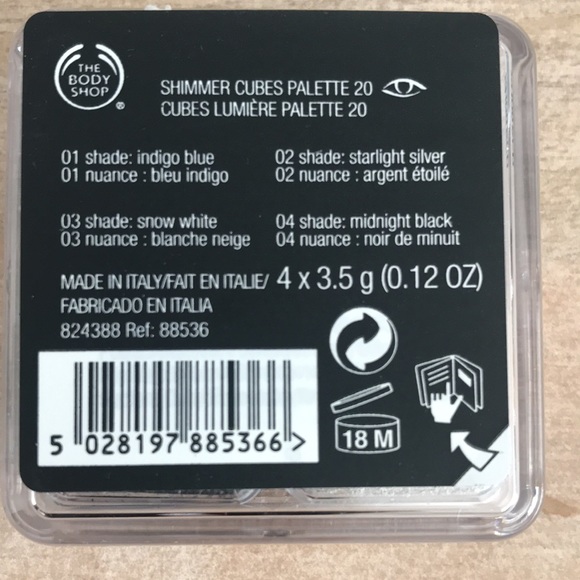 THE
BODY
SHOP
®
SHIMMER CUBES PALETTE 20
CUBES LUMIÈRE PALETTE 20
01 shade: indigo blue
01 nuance : bleu indigo
02 shade: starlight silver
02 nuance : argent étoilé
03 shade: snow white
03 nuance : blanche neige
04 shade: midnight black
04 nuance : noir de minuit
MADE IN ITALY/FAIT EN ITALIE/ 4 x 3.5 g (0.12 OZ)
FABRICADO EN ITALIA
824388 Ref: 88536
18 M
5 028197 885366 >